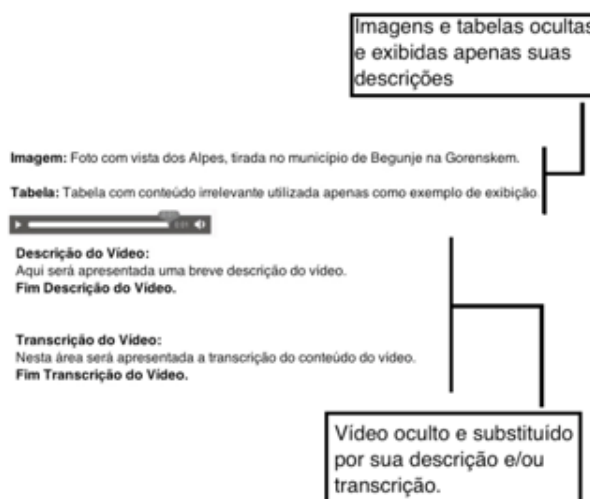 Imagens e tabelas ocultas
e exibidas apenas suas
descrições
Imagem: Foto com vista dos Alpes, tirada no município de Begunje na Gorenskem.
Tabela: Tabela com conteúdo irrelevante utilizada apenas como exemplo de exibição
Descrição do Vídeo:
Aqui será apresentada uma breve descrição do vídeo.
Fim Descrição do Vídeo.
Transcrição do Vídeo:
Nesta área será apresentada a transcrição do conteúdo do vídeo.
Fim Transcrição do Vídeo.
Vídeo oculto e substituído
por sua descrição e/ou
transcrição.